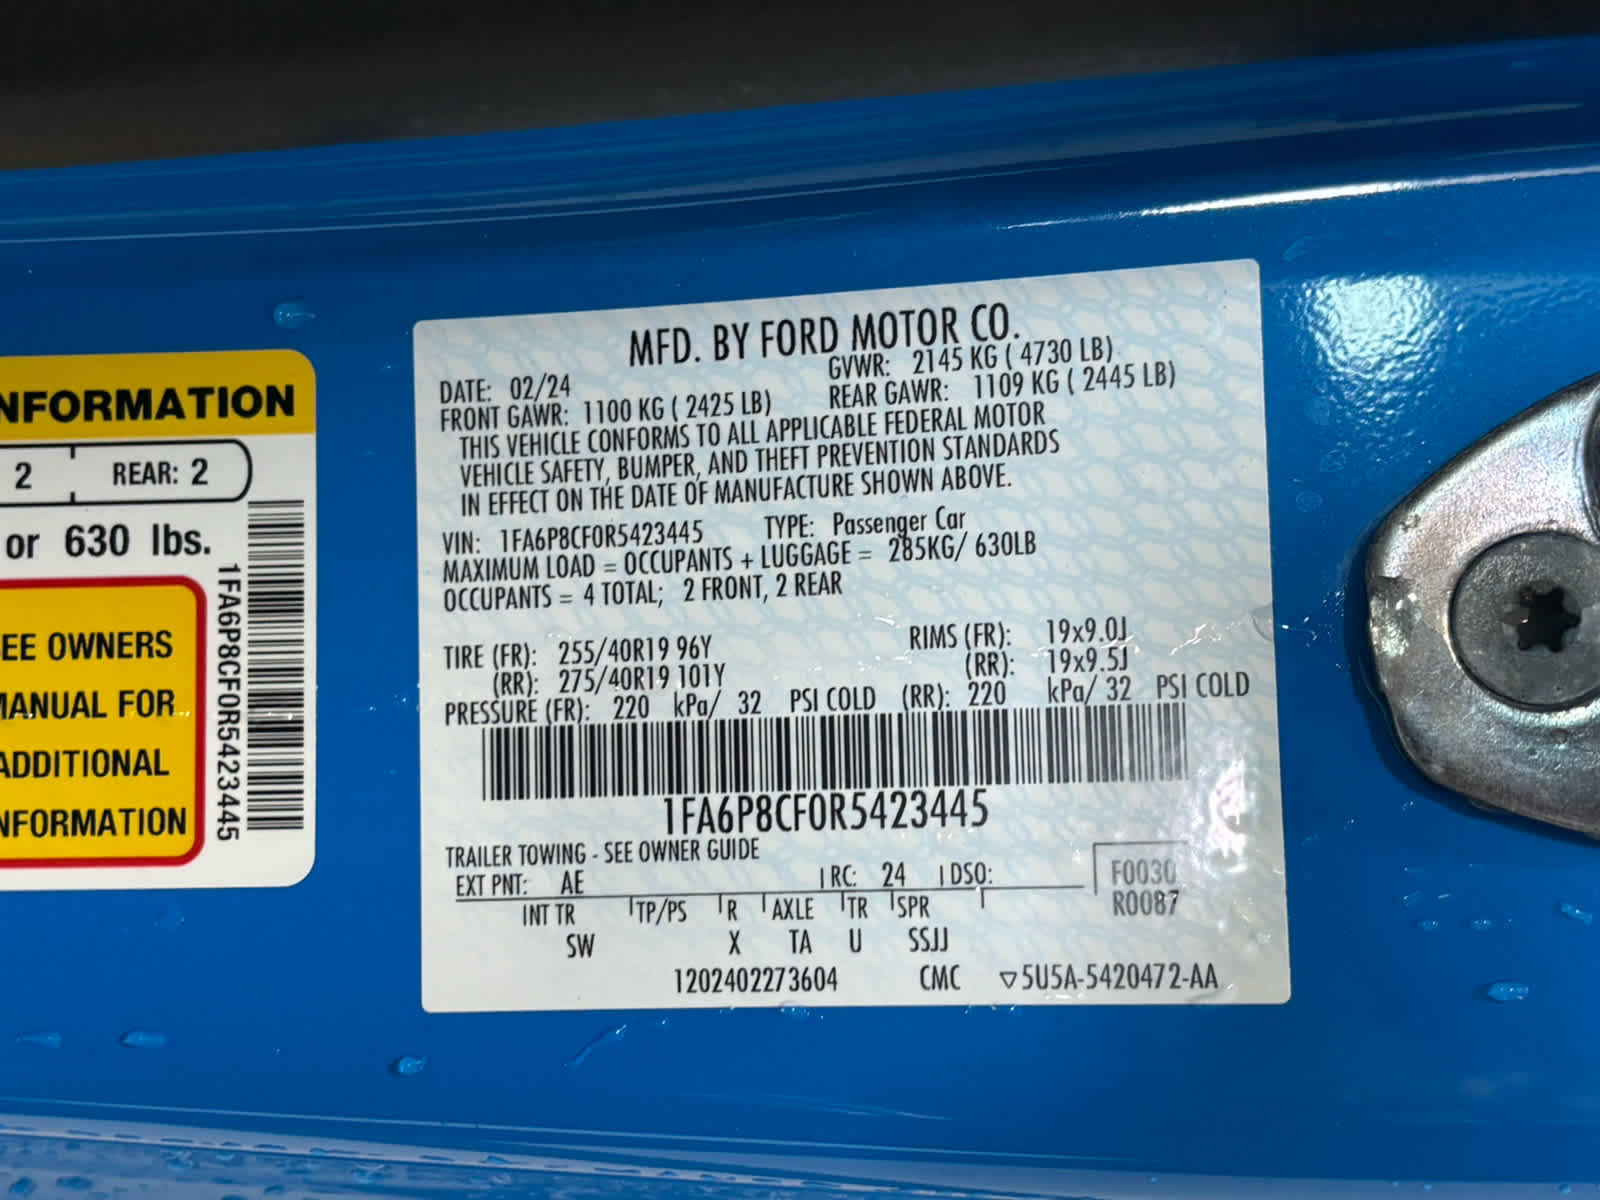 NFORMATION
2 REAR: 2
or 630 lbs.
EE OWNERS
MANUAL FOR
ADDITIONAL
NFORMATION
1FA6P8CF0R5423445
MFD. BY FORD MOTOR CO.
DATE: 02/24 GVWR: 2145 KG ( 4730 LB)
FRONT GAWR: 1100 KG ( 2425 LB) REAR GAWR: 1109 KG ( 2445 LB)
THIS VEHICLE CONFORMS TO ALL APPLICABLE FEDERAL MOTOR
VEHICLE SAFETY, BUMPER, AND THEFT PREVENTION STANDARDS
IN EFFECT ON THE DATE OF MANUFACTURE SHOWN ABOVE.
VIN: 1FA6P8CF0R5423445 TYPE: Passenger Car
MAXIMUM LOAD = OCCUPANTS + LUGGAGE = 285KG/ 630LB
OCCUPANTS = 4 TOTAL; 2 FRONT, 2 REAR
TIRE (FR): 255/40R19 96Y RIMS (FR): 19x9.0J
(RR): 275/40R19 101Y (RR): 19x9.5J
PRESSURE (FR): 220 kPa/ 32 PSI COLD (RR): 220 kPa/ 32 PSI COLD
1FA6P8CF0R5423445
TRAILER TOWING - SEE OWNER GUIDE
EXT PNT: AE RC: 24 DSO: F0030
INT TR TP/PS R AXLE TR SPR R0087
SW X TA U SSJJ
1202402273604 CMC ▽5U5A-5420472-AA